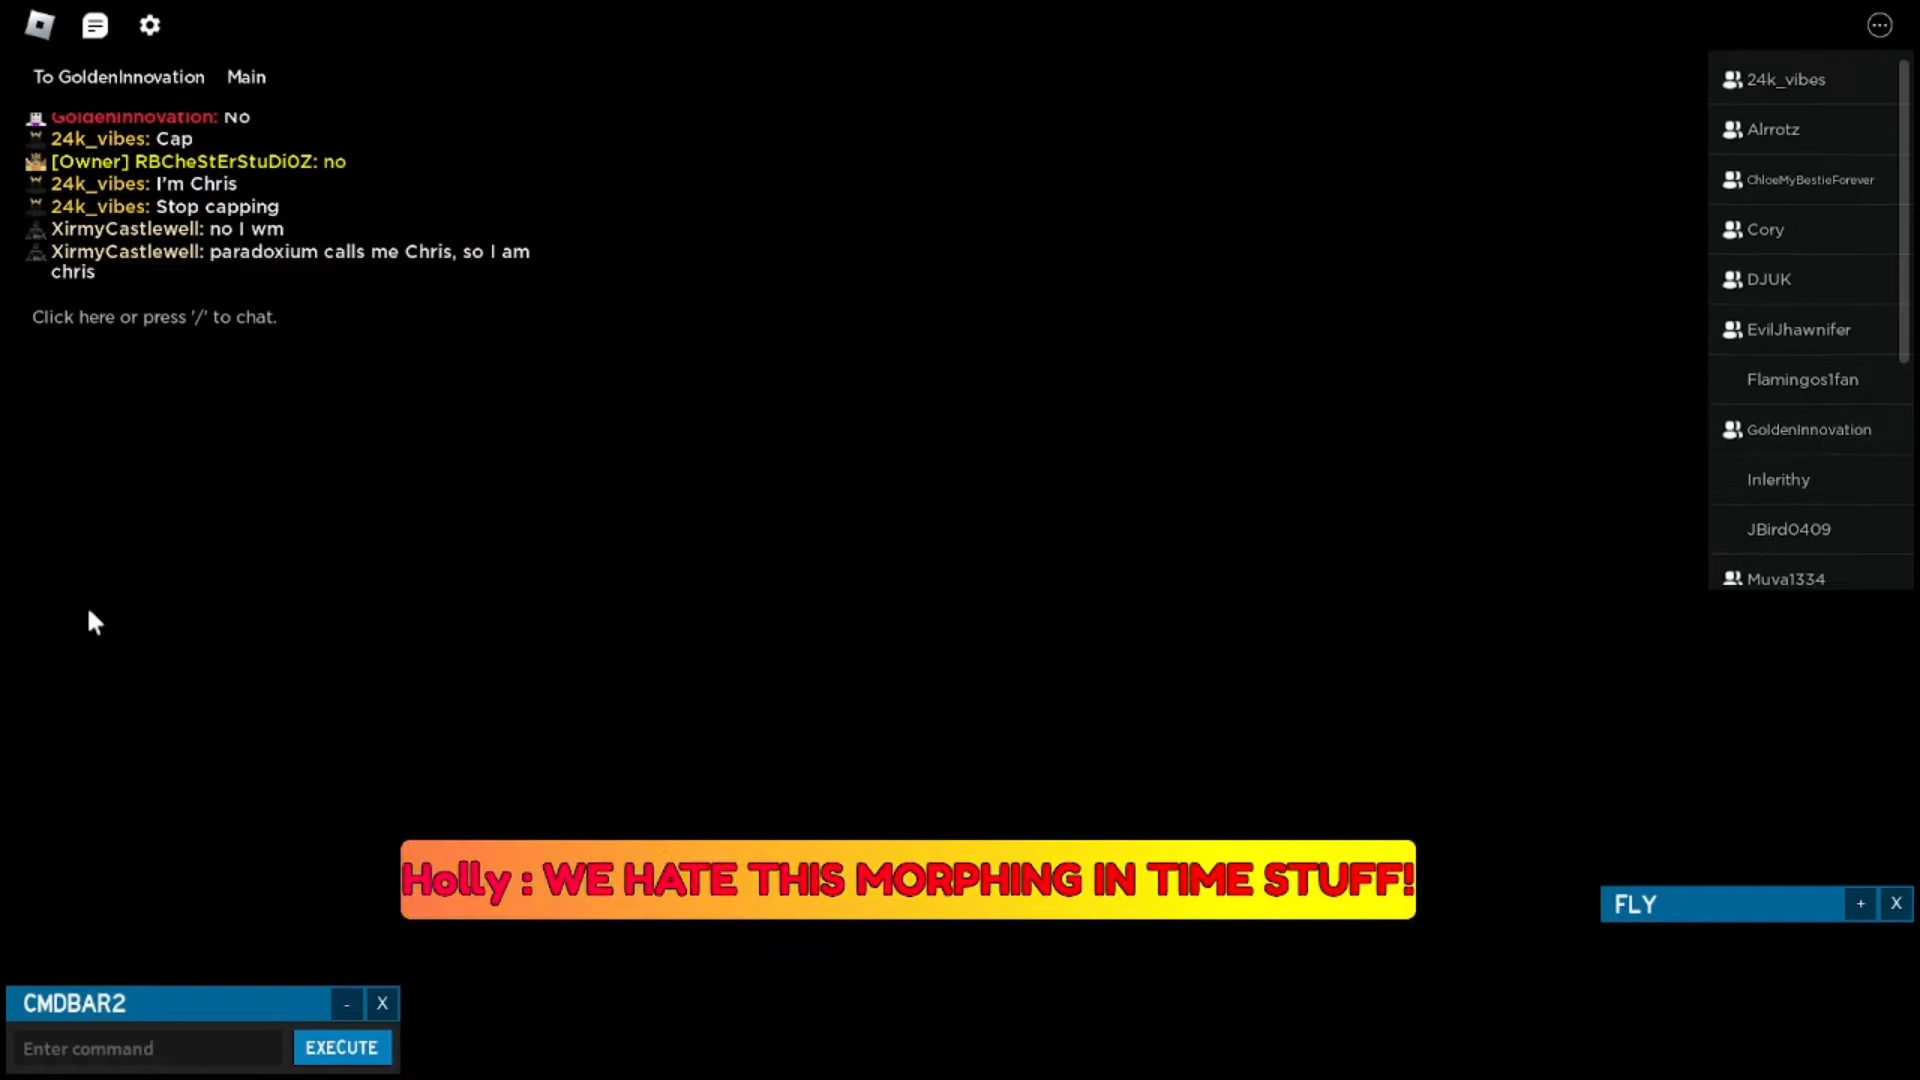 To GoldenInnovation Main
GoldenInnovation: No
24k_vibes: Cap
[Owner] RBCheStErStuDi0Z: no
24k_vibes: I'm Chris
24k_vibes: Stop capping
XirmyCastlewell: no I wm
XirmyCastlewell: paradoxium calls me Chris, so I am
chris
Click here or press '/' to chat.
24k_vibes
Alrrotz
ChloeMyBestieForever
Cory
DJUK
EvilJhawnifer
Flamingos1fan
GoldenInnovation
Inlerithy
JBird0409
Muva1334
Holly : WE HATE THIS MORPHING IN TIME STUFF!
FLY + X
CMDBAR2 - X
Enter command EXECUTE